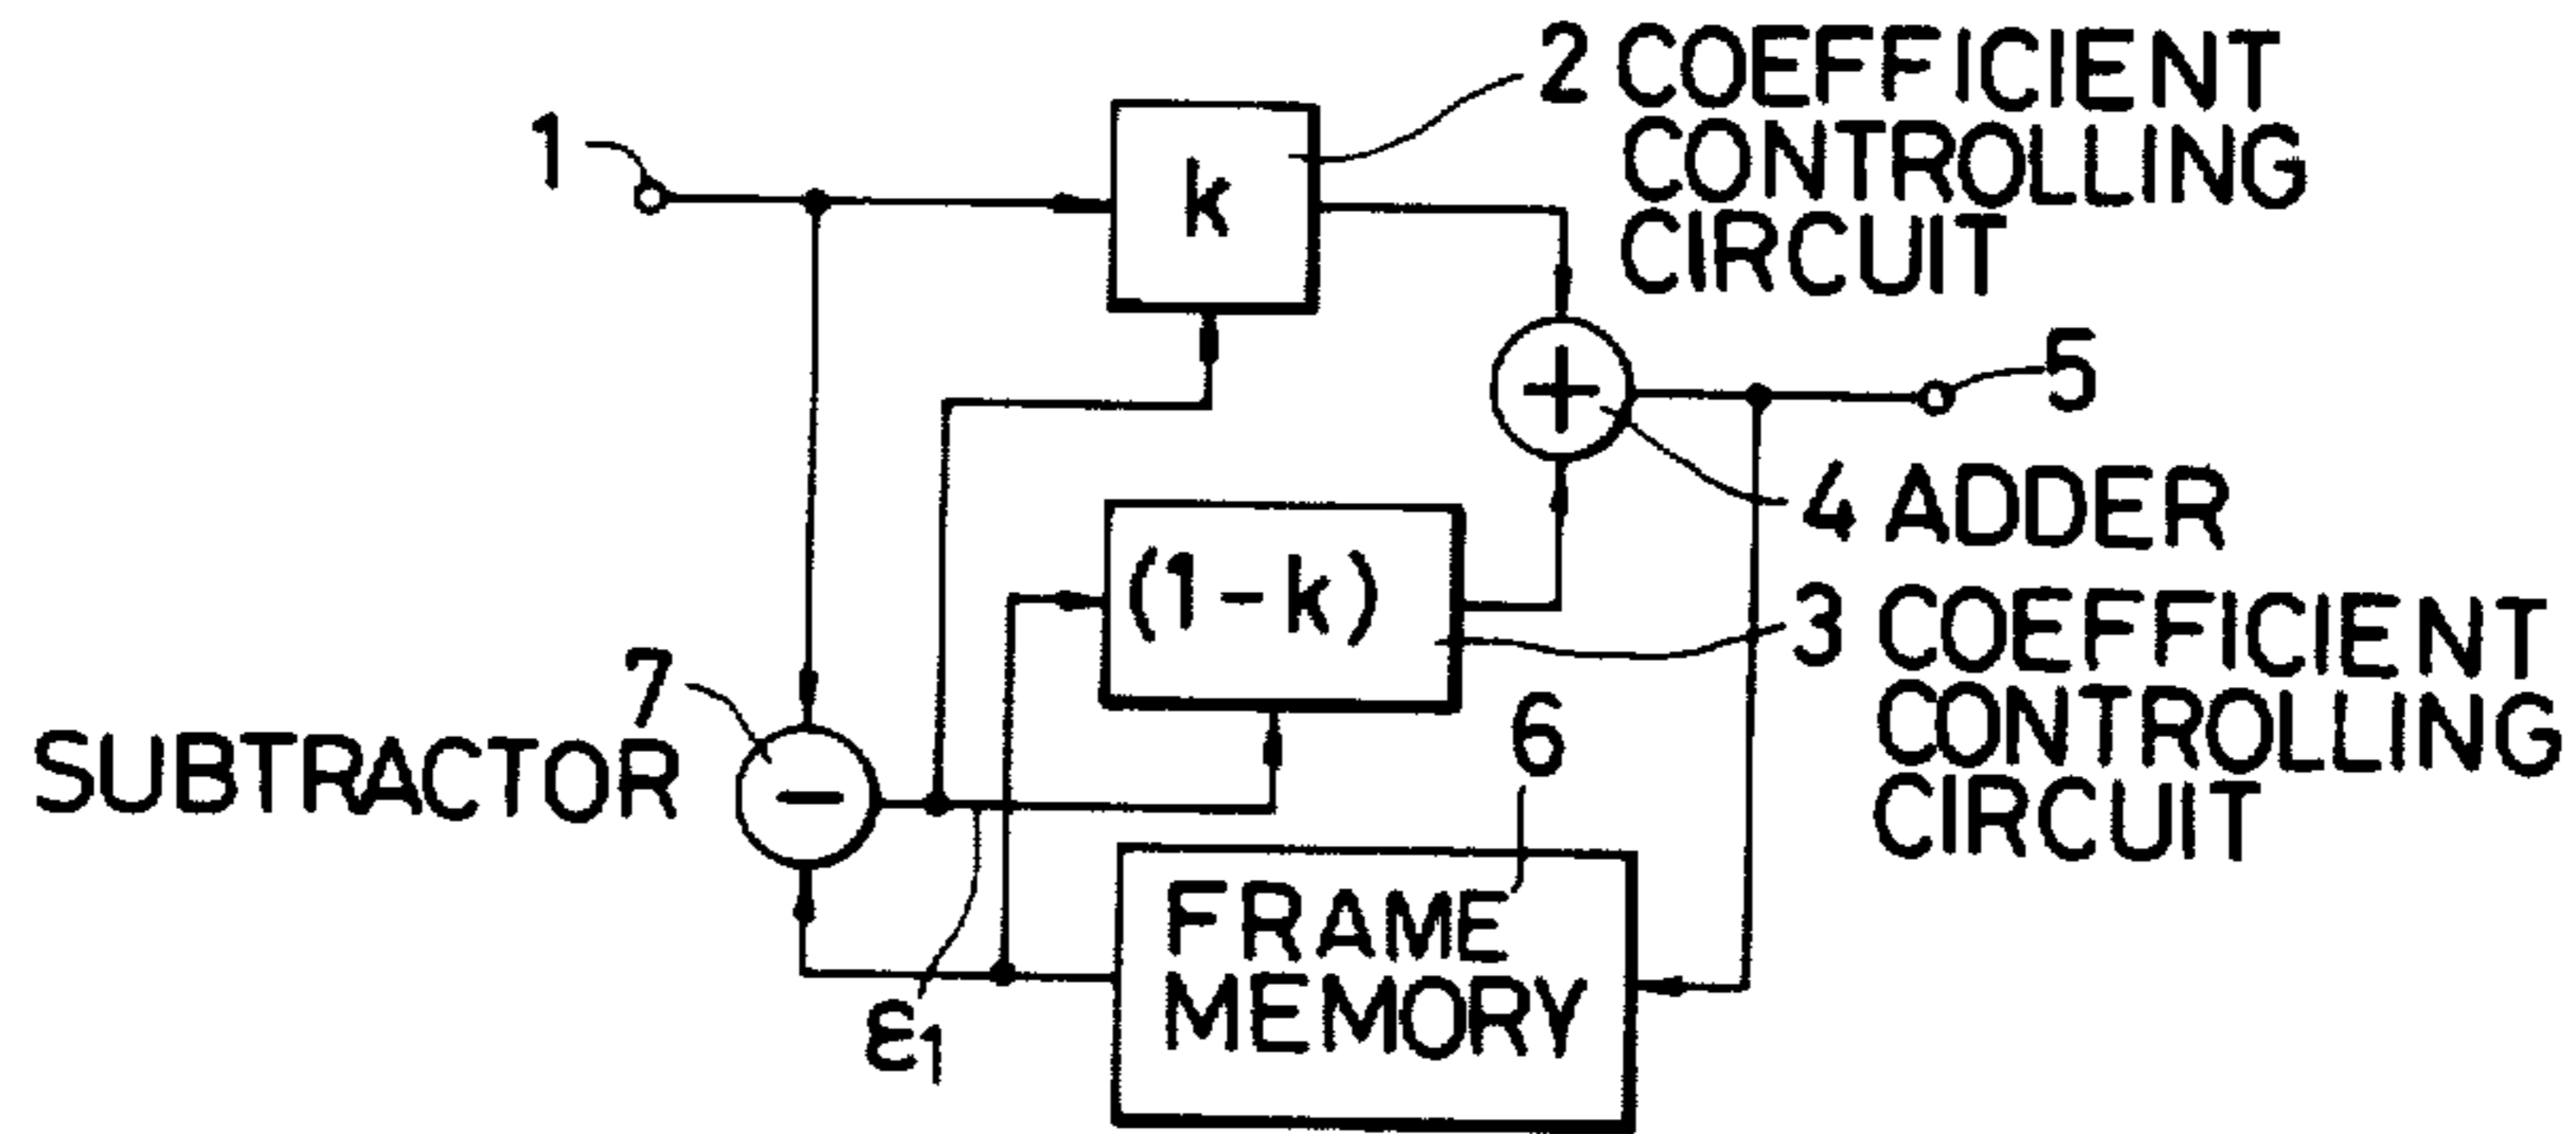 1
k
2 COEFFICIENT
CONTROLLING
CIRCUIT
+
5
4 ADDER
(1-k)
3 COEFFICIENT
CONTROLLING
CIRCUIT
7
SUBTRACTOR
-
6
FRAME
MEMORY
ε1